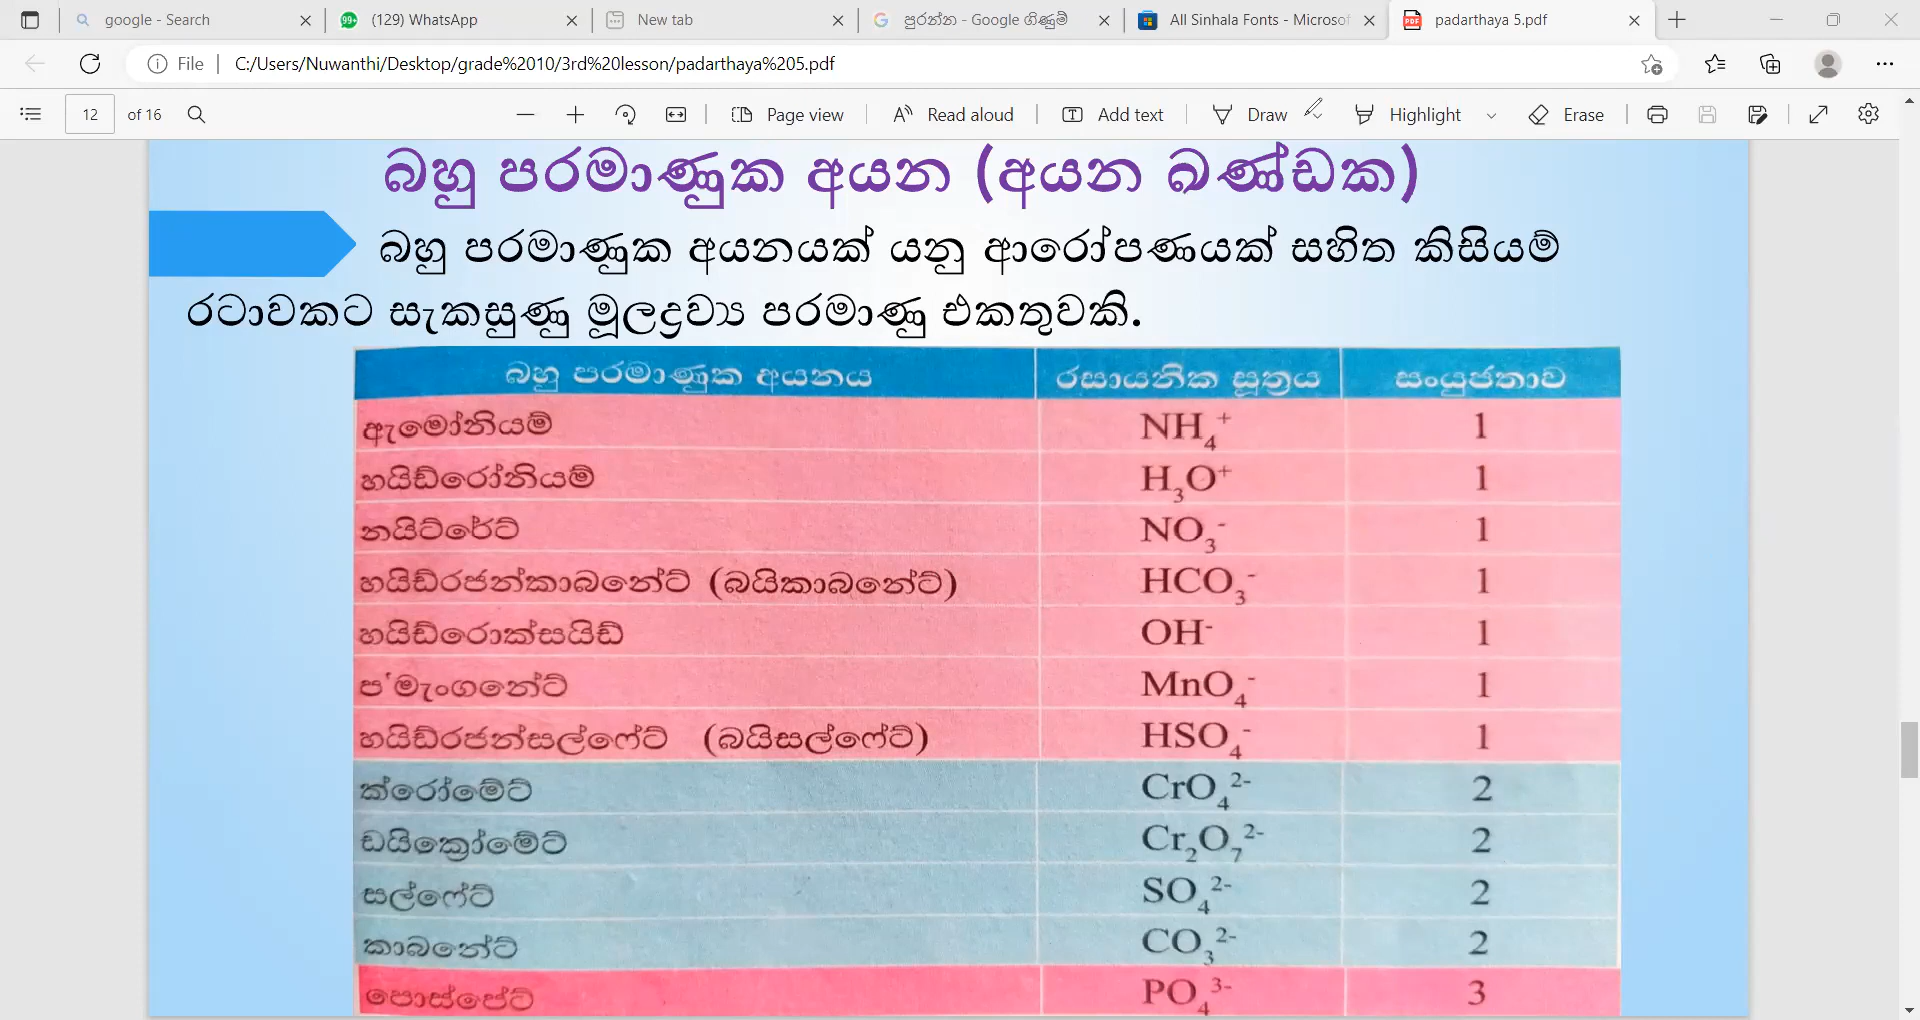 google - Search
(129) WhatsApp
New tab
පුරන්න - Google ගිණුම්
All Sinhala Fonts - Microsof
padarthaya 5.pdf
File
C:/Users/Nuwanthi/Desktop/grade%2010/3rd%20lesson/padarthaya%205.pdf
12 of 16
Page view
Read aloud
Add text
Draw
Highlight
Erase
බහු පරමාණුක අයන (අයන ඛණ්ඩක)
බහු පරමාණුක අයනයක් යනු ආරෝපණයක් සහිත කිසියම්
රටාවකට සැකසුණු මූලද්‍රව්‍ය පරමාණු එකතුවකි.
බහු පරමාණුක අයනය රසායනික සූත්‍රය සංයුජතාව
ඇමෝනියම් NH₄⁺ 1
හයිඩ්රෝනියම් H₃O⁺ 1
නයිට්රේට් NO₃⁻ 1
හයිඩ්රජන්කාබනේට් (බයිකාබනේට්) HCO₃⁻ 1
හයිඩ්රොක්සයිඩ් OH⁻ 1
ප'මැංගනේට් MnO₄⁻ 1
හයිඩ්රජන්සල්ෆේට් (බයිසල්ෆේට්) HSO₄⁻ 1
ක්රෝමේට් CrO₄²⁻ 2
ඩයික්‍රෝමේට් Cr₂O₇²⁻ 2
සල්ෆේට් SO₄²⁻ 2
කාබනේට් CO₃²⁻ 2
පොස්පේට් PO₄³⁻ 3